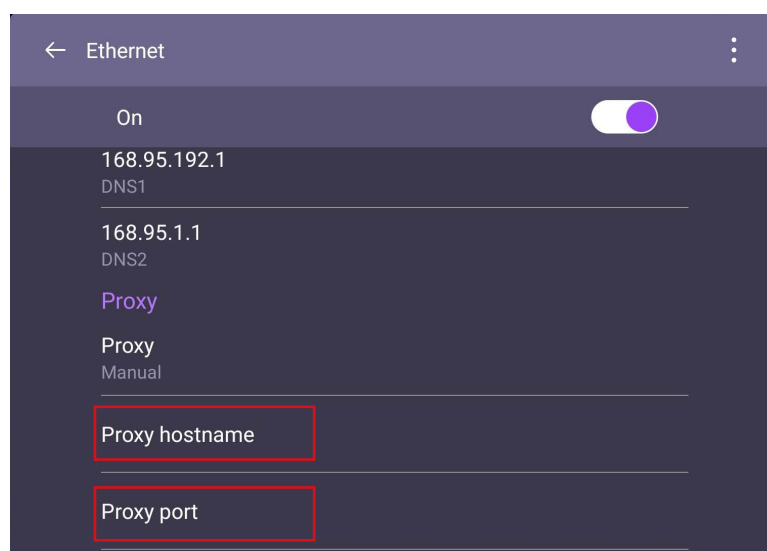 Ethernet
On
168.95.192.1
DNS1
168.95.1.1
DNS2
Proxy
Proxy
Manual
Proxy hostname
Proxy port